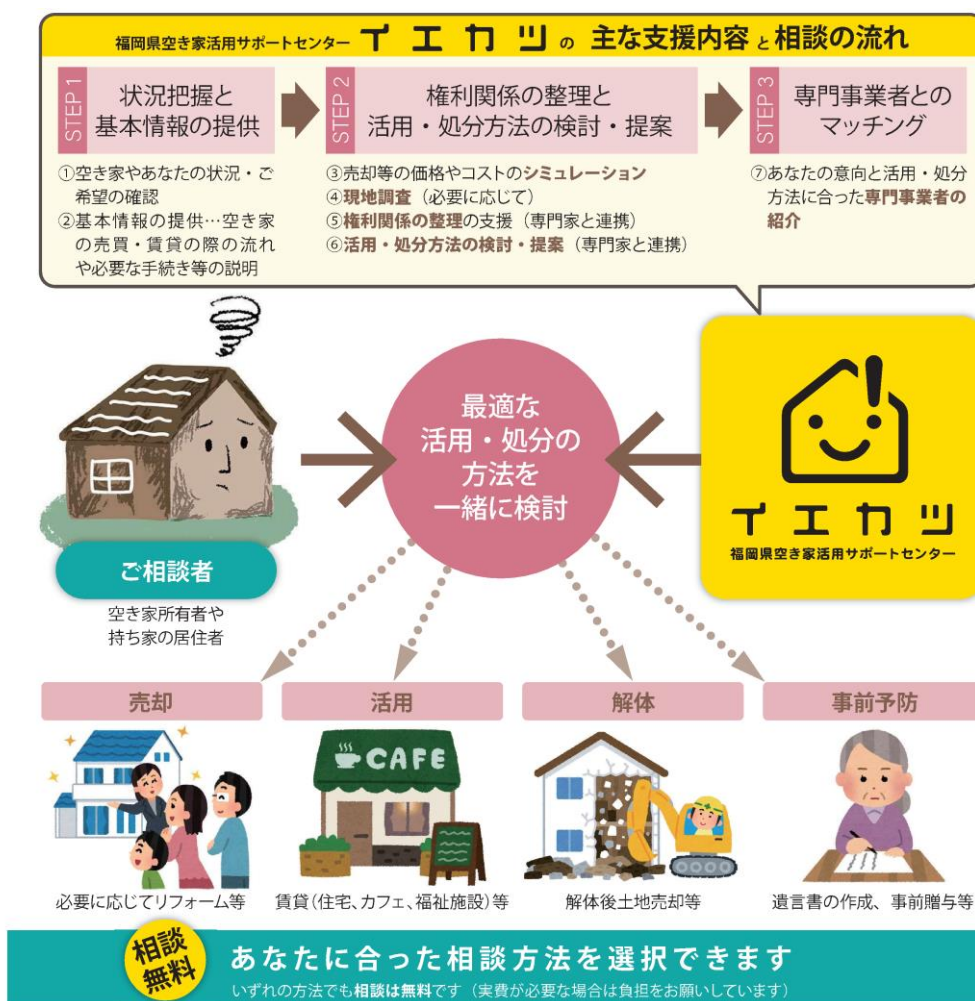 福岡県空き家活用サポートセンター イエカツ の 主な支援内容 と 相談の流れ
STEP 1
状況把握と
基本情報の提供
①空き家やあなたの状況・ご
希望の確認
②基本情報の提供…空き家
の売買・賃貸の際の流れ
や必要な手続き等の説明
STEP 2
権利関係の整理と
活用・処分方法の検討・提案
③売却等の価格やコストのシミュレーション
④現地調査（必要に応じて）
⑤権利関係の整理の支援（専門家と連携）
⑥活用・処分方法の検討・提案（専門家と連携）
STEP 3
専門事業者との
マッチング
⑦あなたの意向と活用・処分
方法に合った専門事業者の
紹介
最適な
活用・処分の
方法を
一緒に検討
イエカツ
福岡県空き家活用サポートセンター
ご相談者
空き家所有者や
持ち家の居住者
売却
必要に応じてリフォーム等
活用
CAFE
賃貸（住宅、カフェ、福祉施設）等
解体
解体後土地売却等
事前予防
遺言書の作成、事前贈与等
相談
無料
あなたに合った相談方法を選択できます
いずれの方法でも相談は無料です（実費が必要な場合は負担をお願いしています）